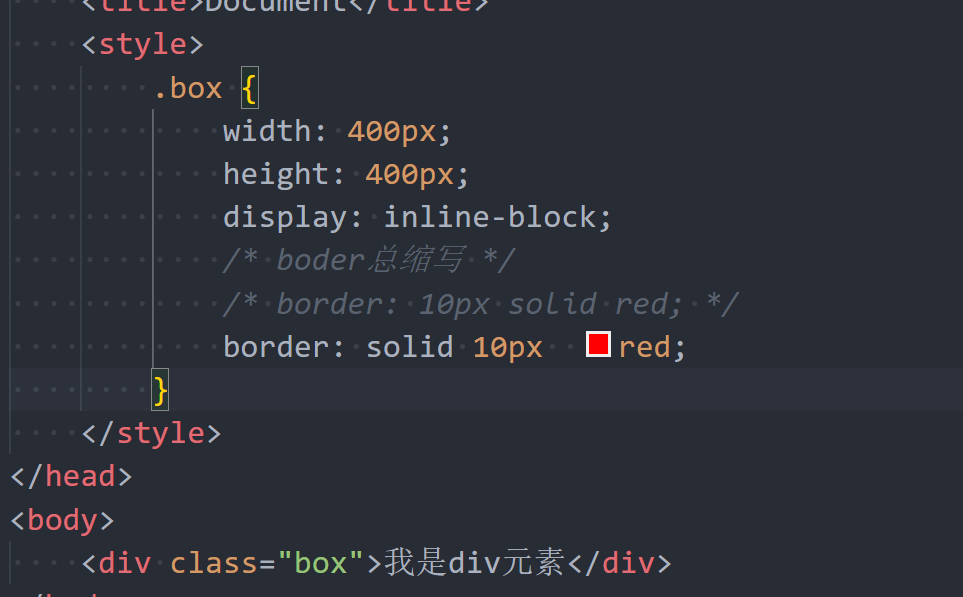 <title>Document</title>
<style>
.box {
width: 400px;
height: 400px;
display: inline-block;
/* boder总缩写 */
/* border: 10px solid red; */
border: solid 10px red;
}
</style>
</head>
<body>
<div class="box">我是div元素</div>